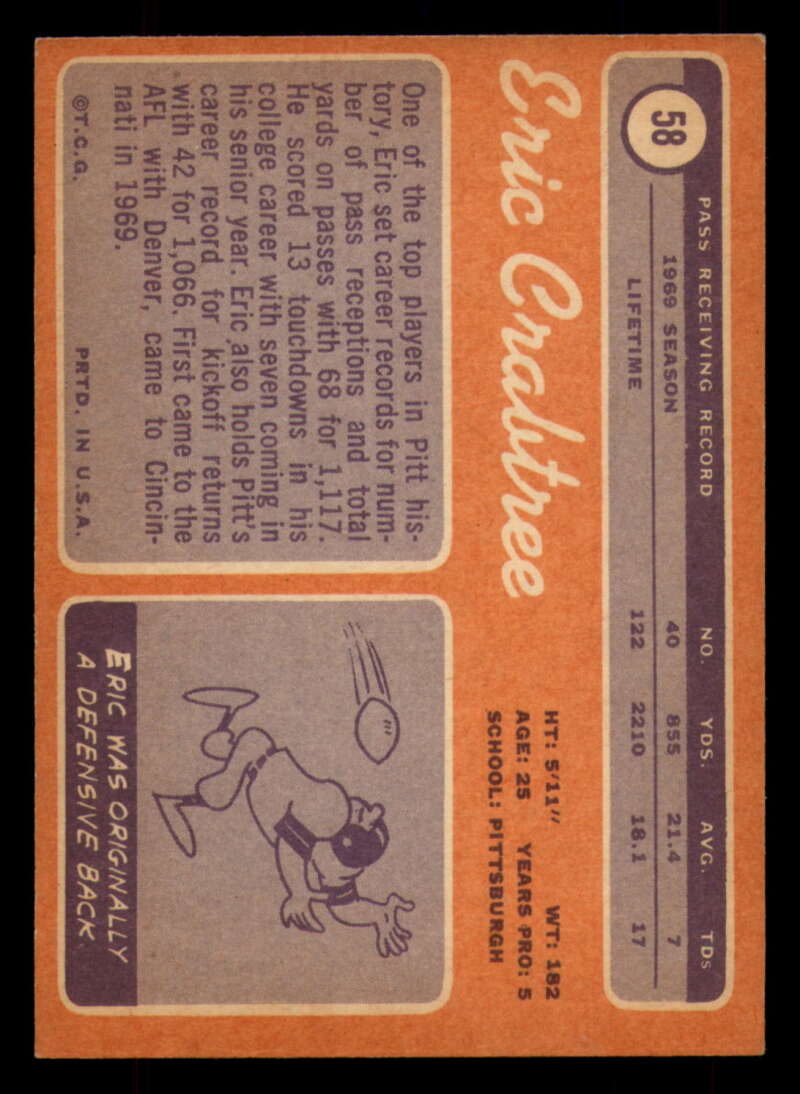 58
PASS RECEIVING RECORD NO. YDS. AVG. TDs
1969 SEASON 40 855 21.4 7
LIFETIME 122 2210 18.1 17
Eric Crabtree
HT: 5'11" WT: 182
AGE: 25 YEARS PRO: 5
SCHOOL: PITTSBURGH
One of the top players in Pitt his-
tory, Eric set career records for num-
ber of pass receptions and total
yards on passes with 68 for 1,117.
He scored 13 touchdowns in his
college career with seven coming in
his senior year. Eric also holds Pitt's
career record for kickoff returns
with 42 for 1,066. First came to the
AFL with Denver, came to Cincin-
nati in 1969.
©T.C.G. PRTD. IN U.S.A.
ERIC WAS ORIGINALLY
A DEFENSIVE BACK.